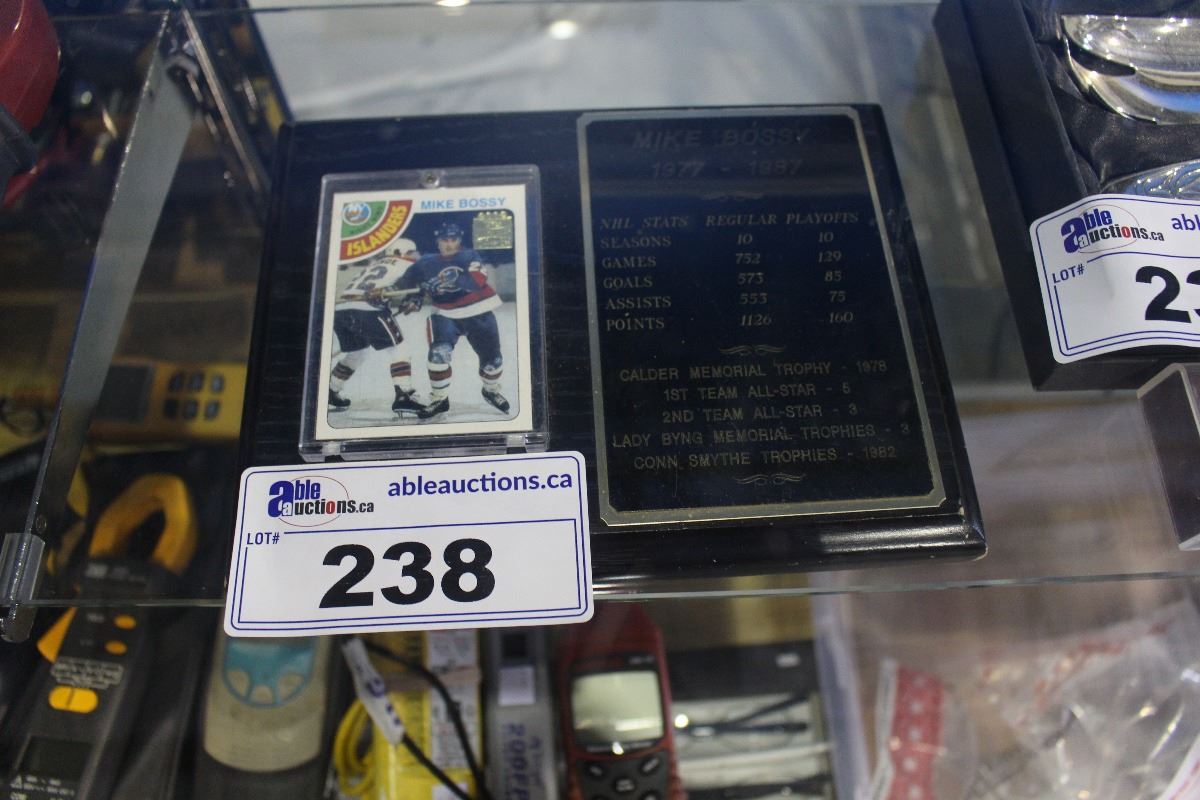 MIKE BOSSY
ISLANDERS
MIKE BOSSY
1977 - 1987
NHL STATS REGULAR PLAYOFFS
SEASONS 10 10
GAMES 752 129
GOALS 573 85
ASSISTS 553 75
POINTS 1126 160
CALDER MEMORIAL TROPHY - 1978
1ST TEAM ALL-STAR - 5
2ND TEAM ALL-STAR - 3
LADY BYNG MEMORIAL TROPHIES - 3
CONN SMYTHE TROPHIES - 1982
able auctions.ca
ableauctions.ca
LOT#
238
able auctions.ca
LOT#